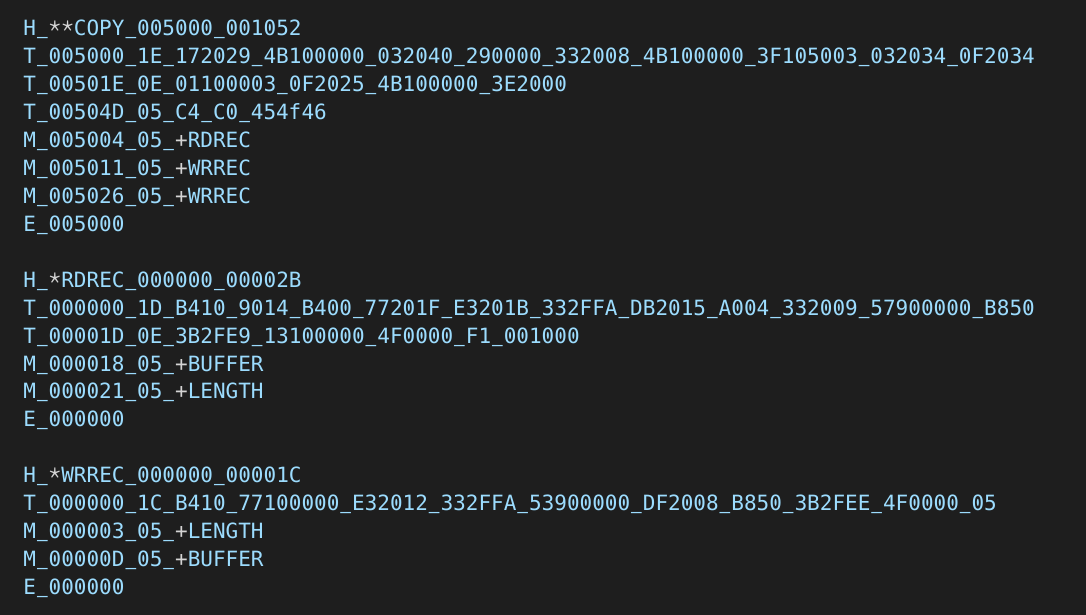 H_**COPY_005000_001052
T_005000_1E_172029_4B100000_032040_290000_332008_4B100000_3F105003_032034_0F2034
T_00501E_0E_01100003_0F2025_4B100000_3E2000
T_00504D_05_C4_C0_454f46
M_005004_05_+RDREC
M_005011_05_+WRREC
M_005026_05_+WRREC
E_005000
H_*RDREC_000000_00002B
T_000000_1D_B410_9014_B400_77201F_E3201B_332FFA_DB2015_A004_332009_57900000_B850
T_00001D_0E_3B2FE9_13100000_4F0000_F1_001000
M_000018_05_+BUFFER
M_000021_05_+LENGTH
E_000000
H_*WRREC_000000_00001C
T_000000_1C_B410_77100000_E32012_332FFA_53900000_DF2008_B850_3B2FEE_4F0000_05
M_000003_05_+LENGTH
M_00000D_05_+BUFFER
E_000000